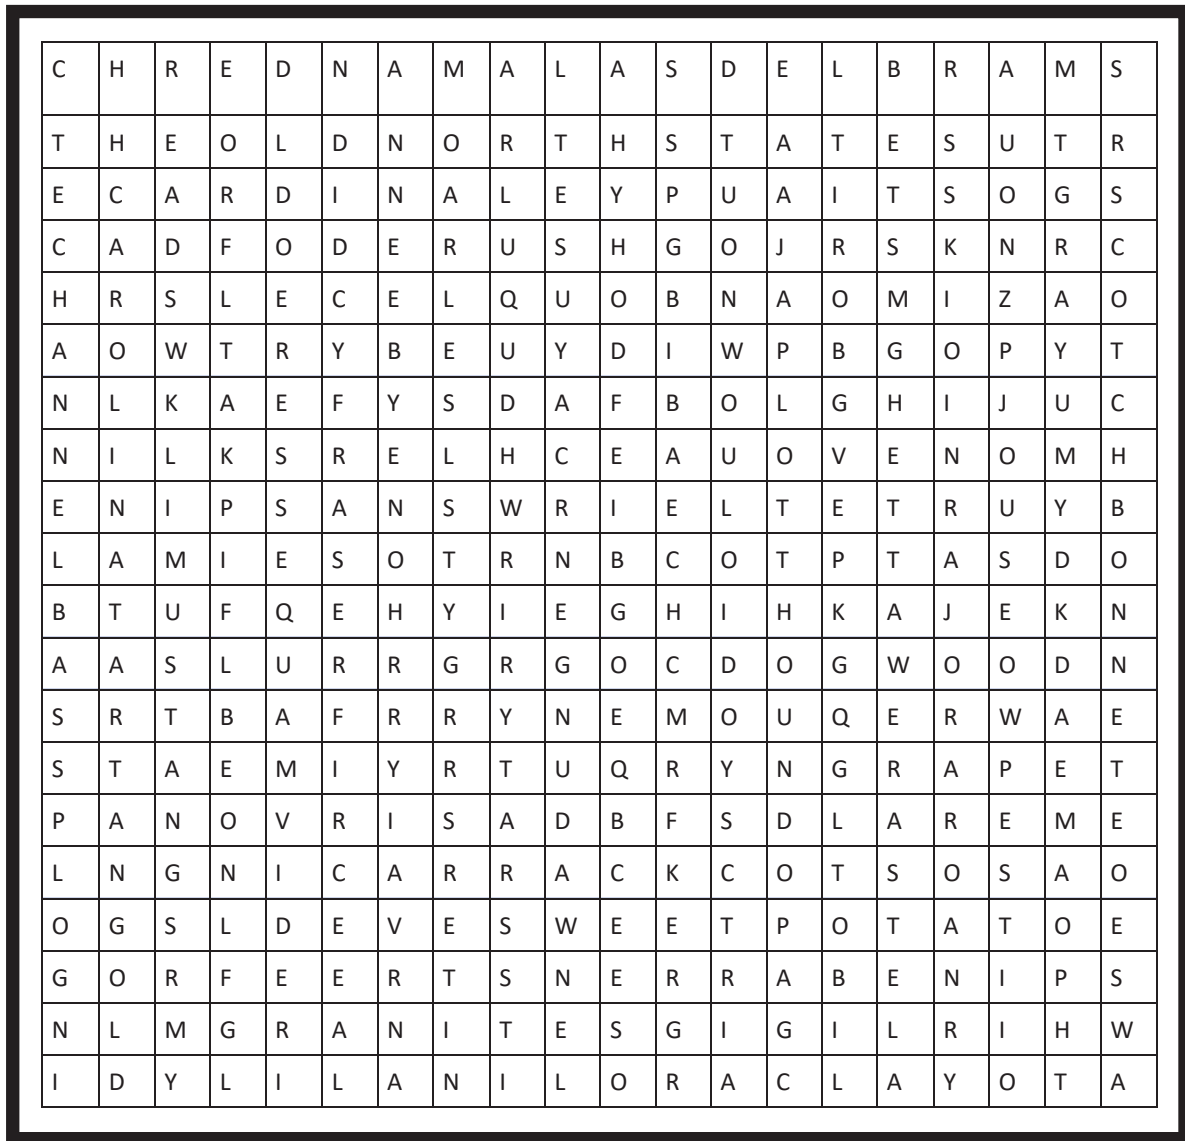 C H R E D N A M A L A S D E L B R A M S
T H E O L D N O R T H S T A T E S U T R
E C A R D I N A L E Y P U A I T S O G S
C A D F O D E R U S H G O J R S K N R C
H R S L E C E L Q U O B N A O M I Z A O
A O W T R Y B E U Y D I W P B G O P Y T
N L K A E F Y S D A F B O L G H I J U C
N I L K S R E L H C E A U O V E N O M H
E N I P S A N S W R I E L T E T R U Y B
L A M I E S O T R N B C O T P T A S D O
B T U F Q E H Y I E G H I H K A J E K N
A A S L U R R G R G O C D O G W O O D N
S R T B A F R R Y N E M O U Q E R W A E
S T A E M I Y R T U Q R Y N G R A P E T
P A N O V R I S A D B F S D L A R E M E
L N G N I C A R R A C K C O T S O S A O
O G S L D E V E S W E E T P O T A T O E
G O R F E E R T S N E R R A B E N I P S
N L M G R A N I T E S G I G I L R I H W
I D Y L I L A N I L O R A C L A Y O T A